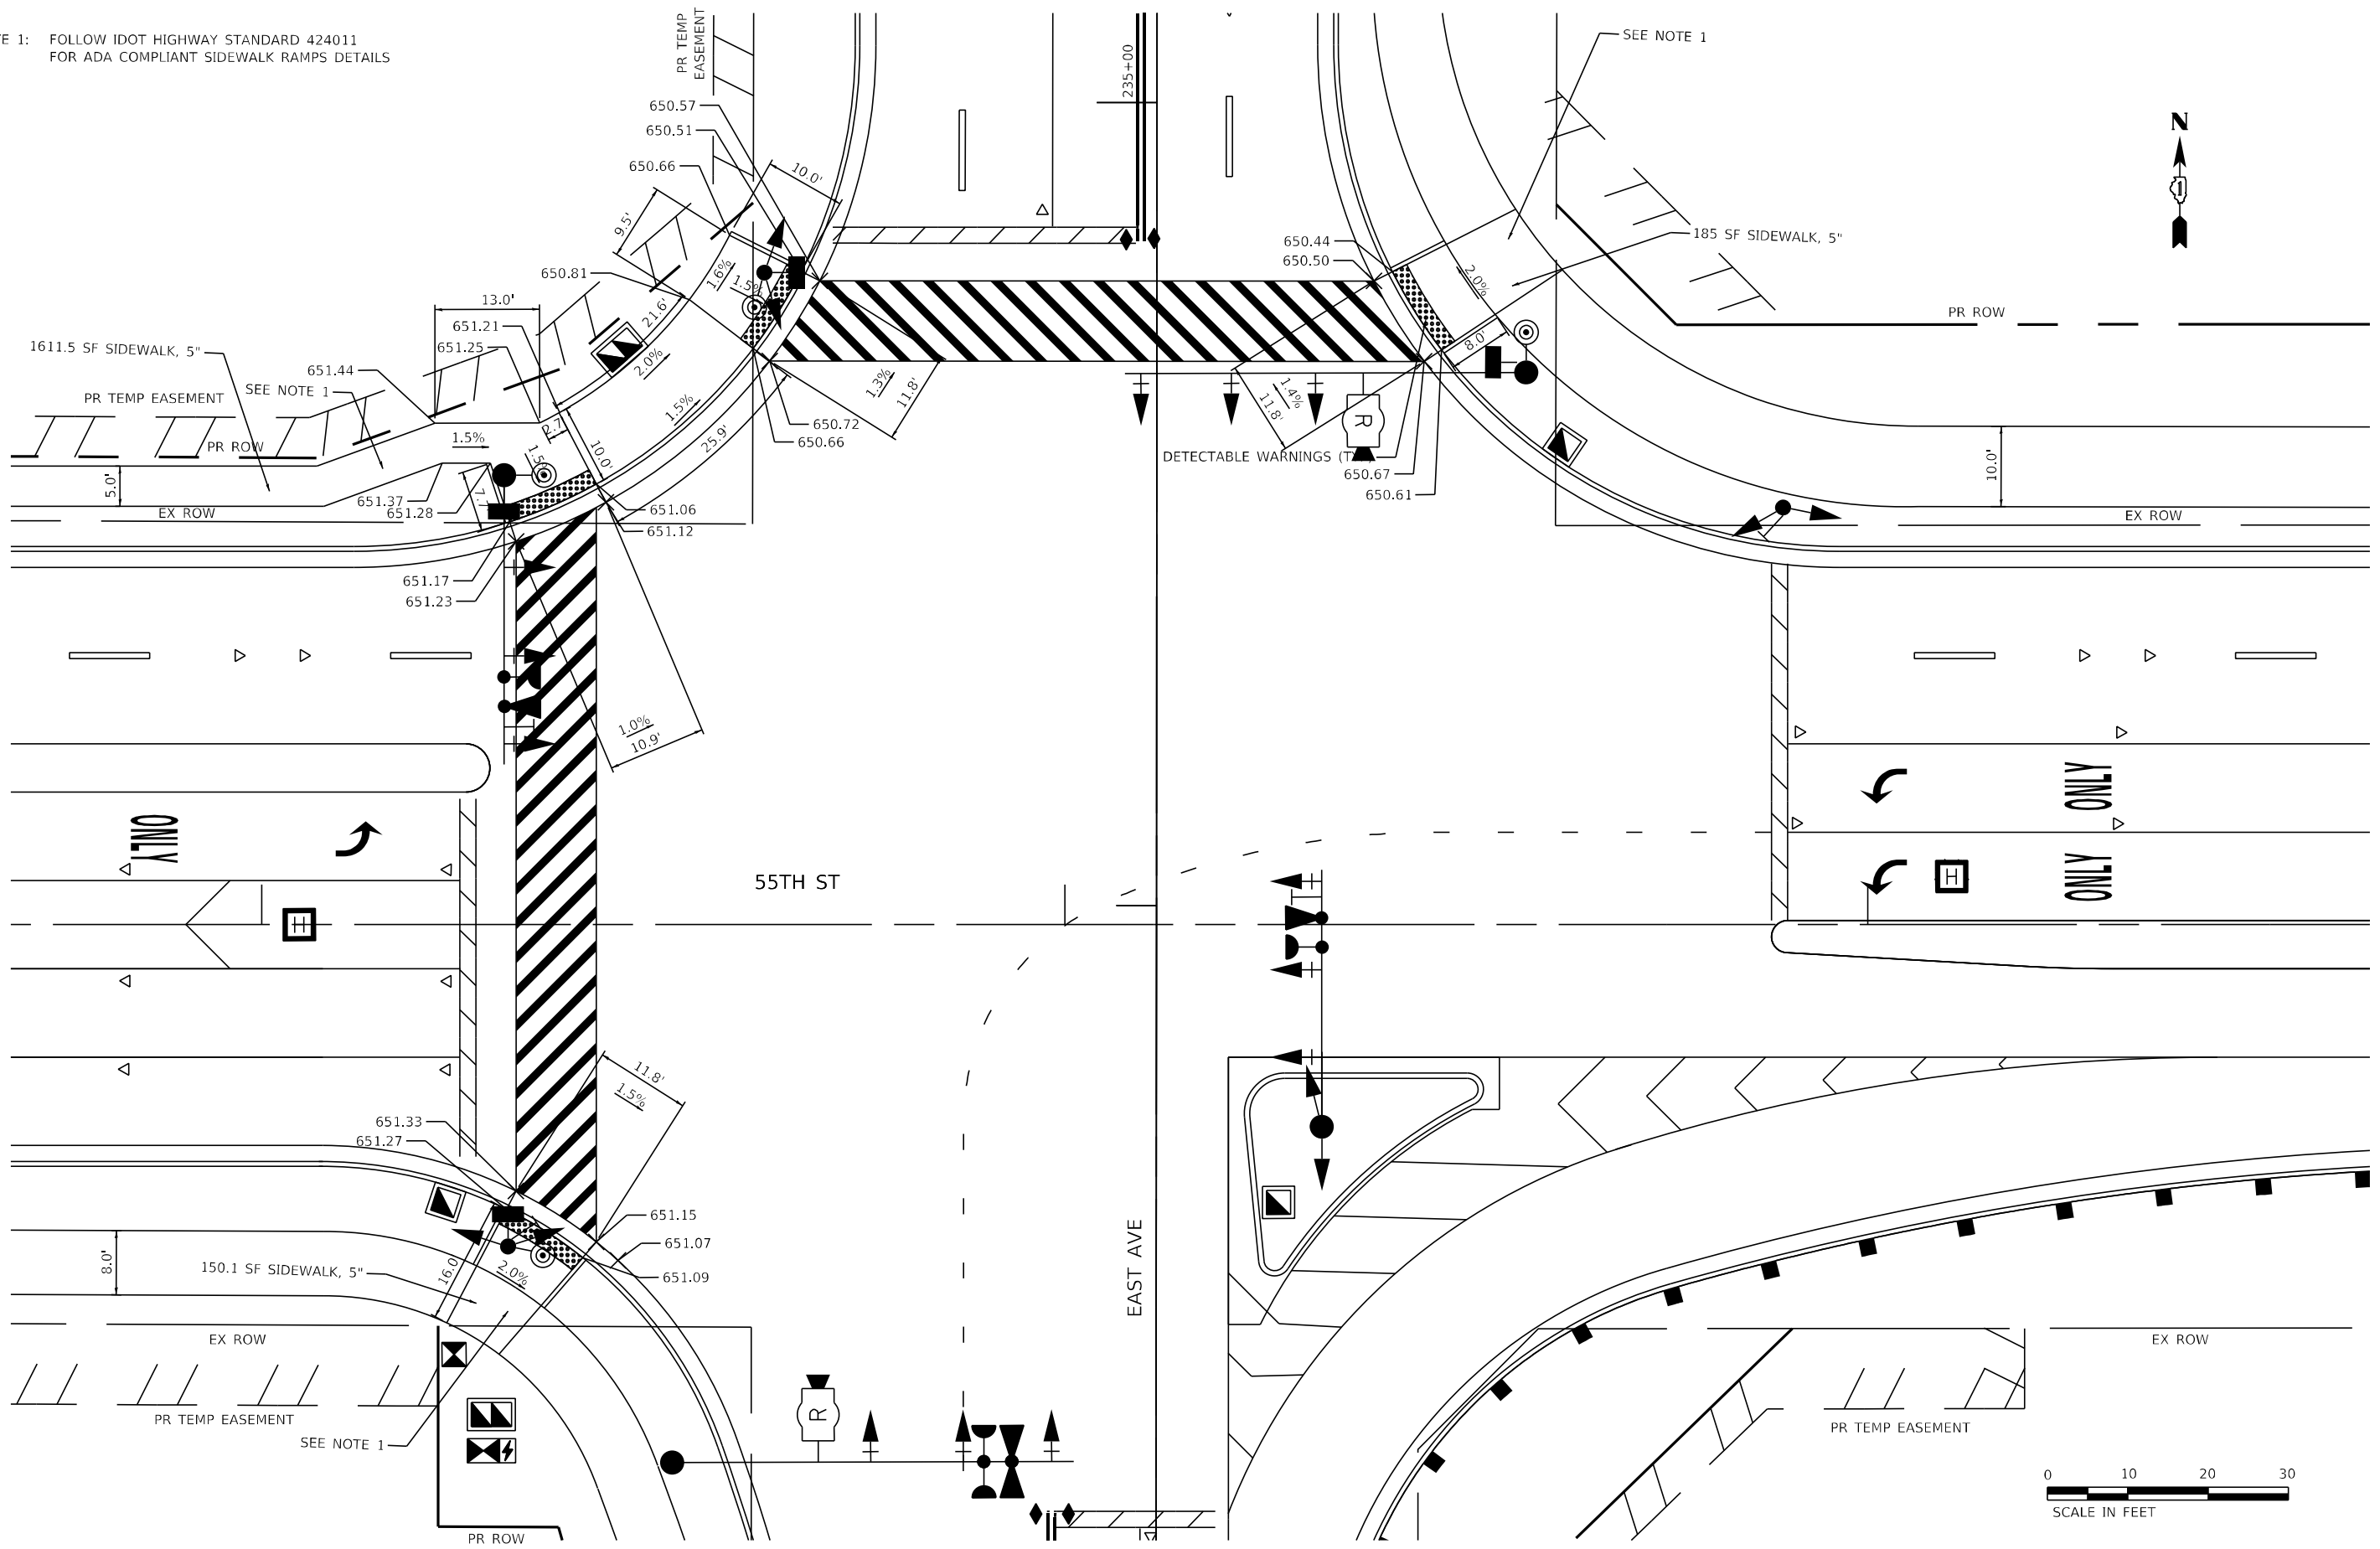 E 1: FOLLOW IDOT HIGHWAY STANDARD 424011
FOR ADA COMPLIANT SIDEWALK RAMPS DETAILS
PR TEMP
EASEMENT
235+00
SEE NOTE 1
N
1
650.57
650.51
650.66
10.0'
9.5'
650.81
1.6%
1.5%
13.0'
21.6'
2.0%
651.21
651.25
651.44
1611.5 SF SIDEWALK, 5"
SEE NOTE 1
PR TEMP EASEMENT
PR ROW
5.0'
EX ROW
1.5%
2.7
10.0'
1.5%
25.9'
651.37
651.28
651.06
651.12
651.17
651.23
1.3%
11.8'
650.72
650.66
650.44
650.50
2.0%
185 SF SIDEWALK, 5"
8.0'
1.4%
11.8'
R
DETECTABLE WARNINGS (TY
650.67
650.61
PR ROW
10.0'
EX ROW
1.0%
10.9'
ONLY
ONLY
ONLY
H
H
55TH ST
EAST AVE
11.8'
1.5%
651.33
651.27
651.15
651.07
651.09
8.0'
150.1 SF SIDEWALK, 5"
16.0
2.0%
EX ROW
PR TEMP EASEMENT
SEE NOTE 1
PR ROW
R
EX ROW
PR TEMP EASEMENT
0 10 20 30
SCALE IN FEET